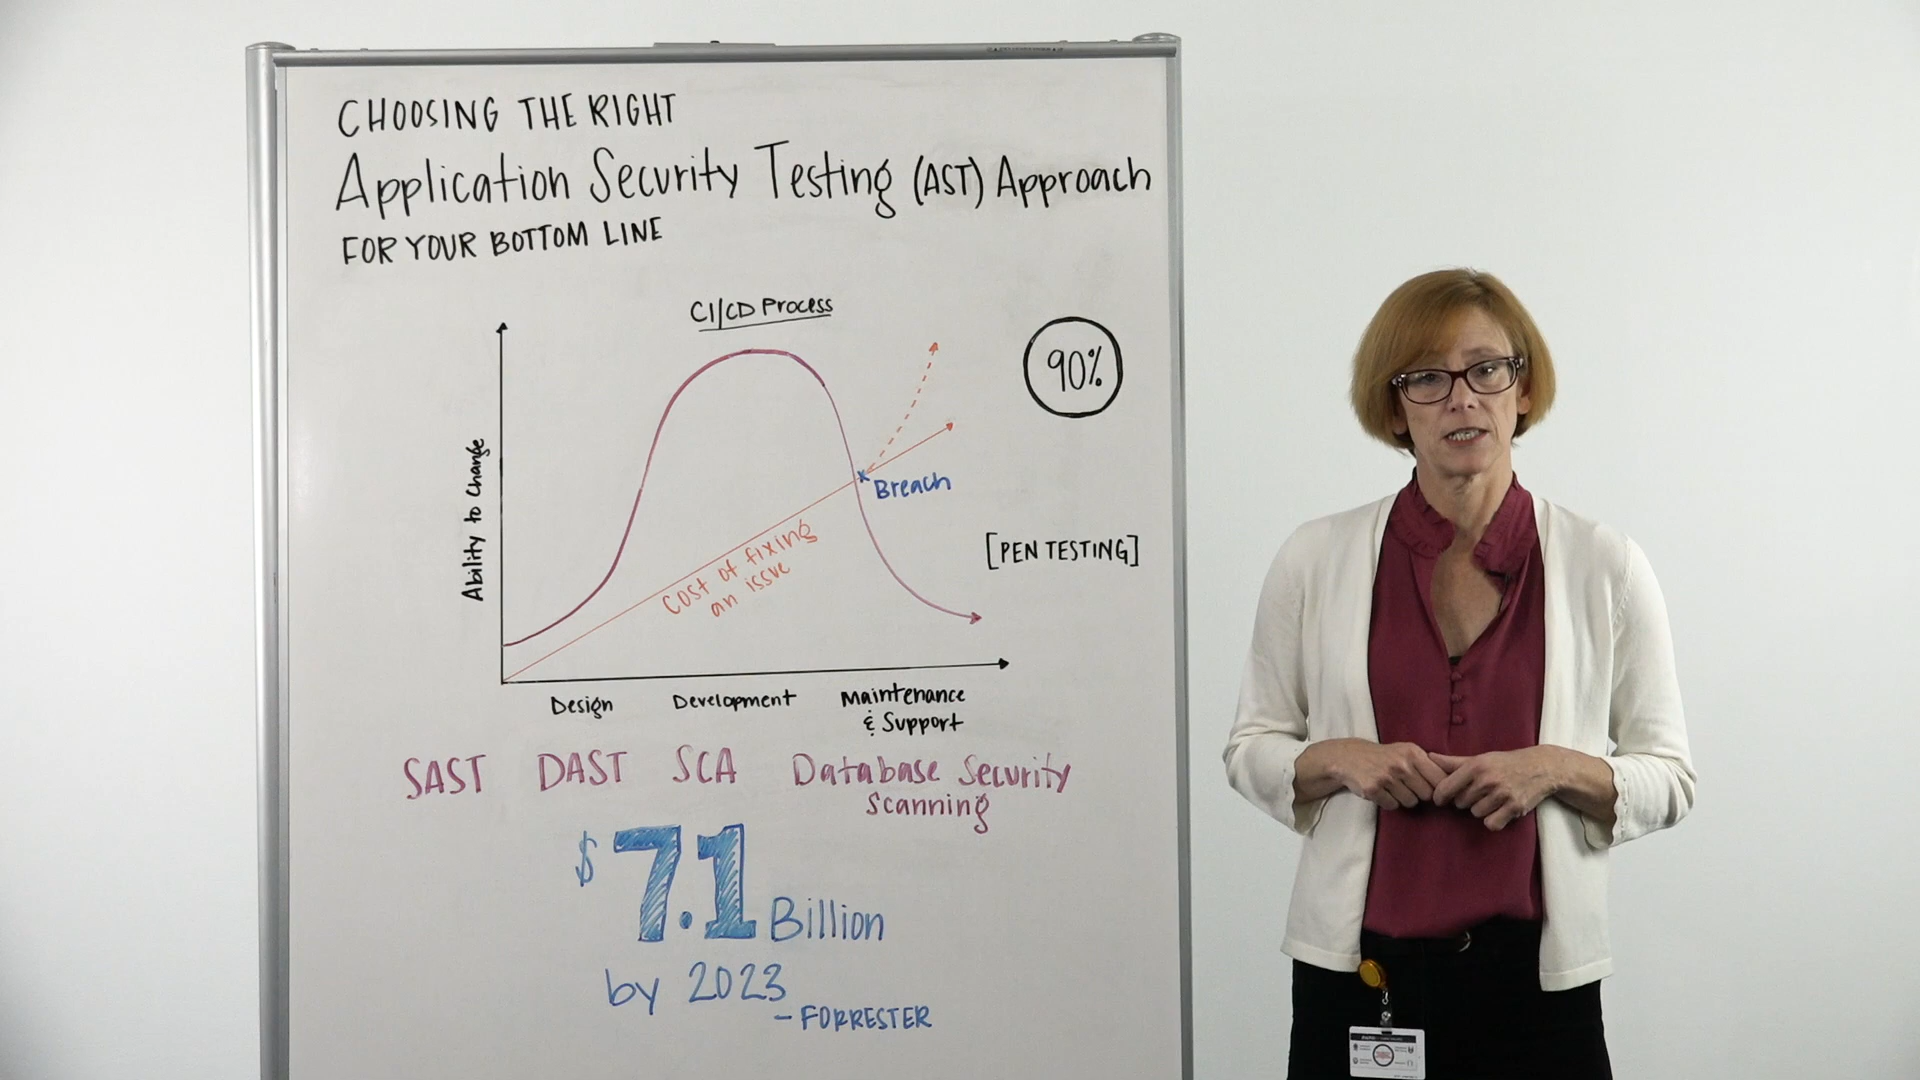 CHOOSING THE RIGHT
Application Security Testing (AST) Approach
FOR YOUR BOTTOM LINE
CI/CD Process
90%
Ability to Change
Breach
Cost of fixing
an issue
[PEN TESTING]
Design
Development
Maintenance
& Support
SAST
DAST
SCA
Database Security
Scanning
$7.1 Billion
by 2023
- FORRESTER